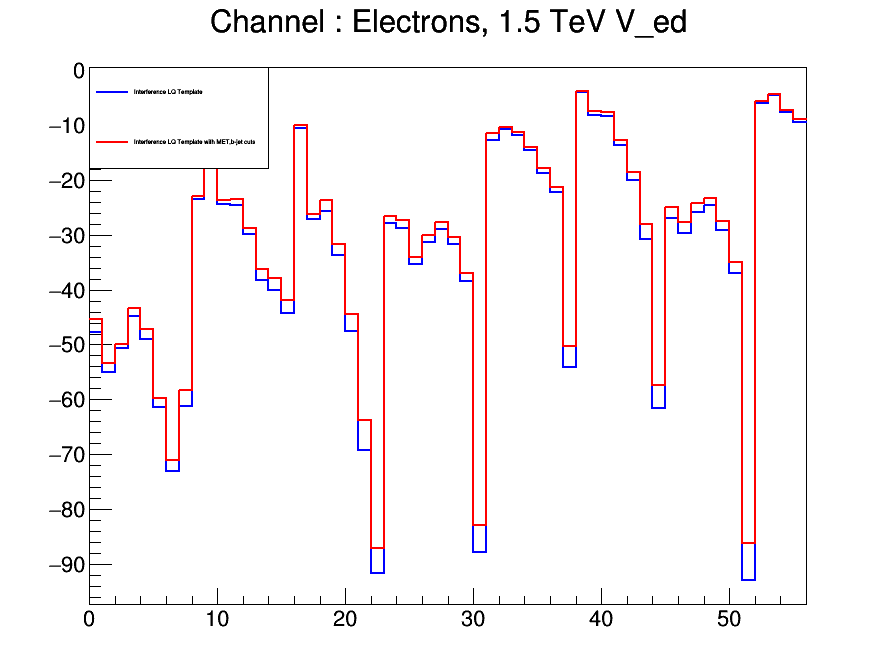 Channel : Electrons, 1.5 TeV V_ed
0
Interference LQ Template
−10
Interference LQ Template with MET,b-jet cuts
−20
−30
−40
−50
−60
−70
−80
−90
0 10 20 30 40 50